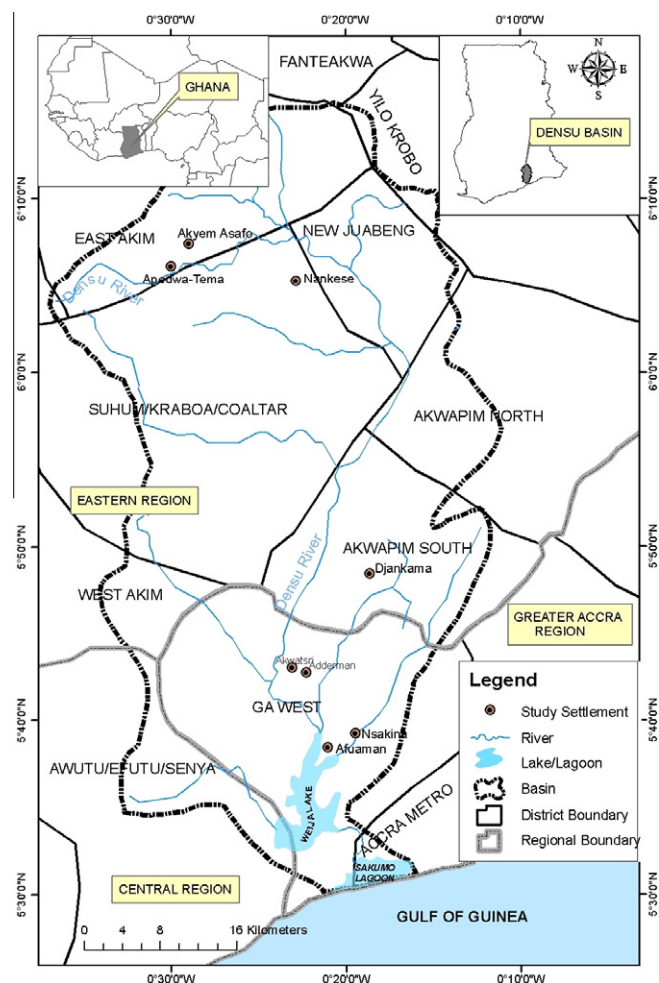 0°30'0"W
0°20'0"W
0°10'0"W
FANTEAKWA
GHANA
N
W
E
S
YILO KROBO
DENSU BASIN
6°10'0"N
6°10'0"N
EAST AKIM
Akyem Asafo
NEW JUABENG
Apedwa-Tema
Nankese
Densu River
6°0'0"N
6°0'0"N
SUHUM/KRABOA/COALTAR
AKWAPIM NORTH
EASTERN REGION
5°50'0"N
5°50'0"N
Densu River
AKWAPIM SOUTH
Djankama
WEST AKIM
GREATER ACCRA
REGION
Akwatsri
Adderman
Legend
GA WEST
Study Settlement
5°40'0"N
5°40'0"N
Nsakina
River
Afuaman
Lake/Lagoon
AWUTU/EFUTU/SENYA
Basin
WEIJA LAKE
ACCRA METRO
District Boundary
Regional Boundary
SAKUMO
LAGOON
CENTRAL REGION
5°30'0"N
5°30'0"N
GULF OF GUINEA
0 4 8 16 Kilometers
0°30'0"W
0°20'0"W
0°10'0"W